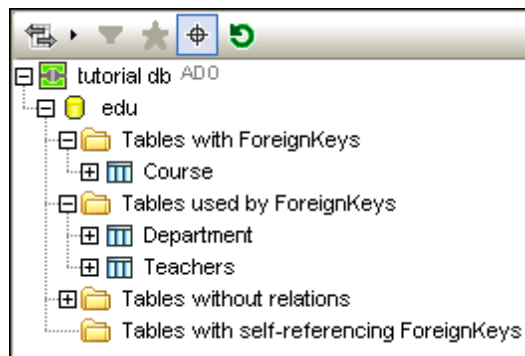 tutorial db ADO
edu
Tables with ForeignKeys
Course
Tables used by ForeignKeys
Department
Teachers
Tables without relations
Tables with self-referencing ForeignKeys